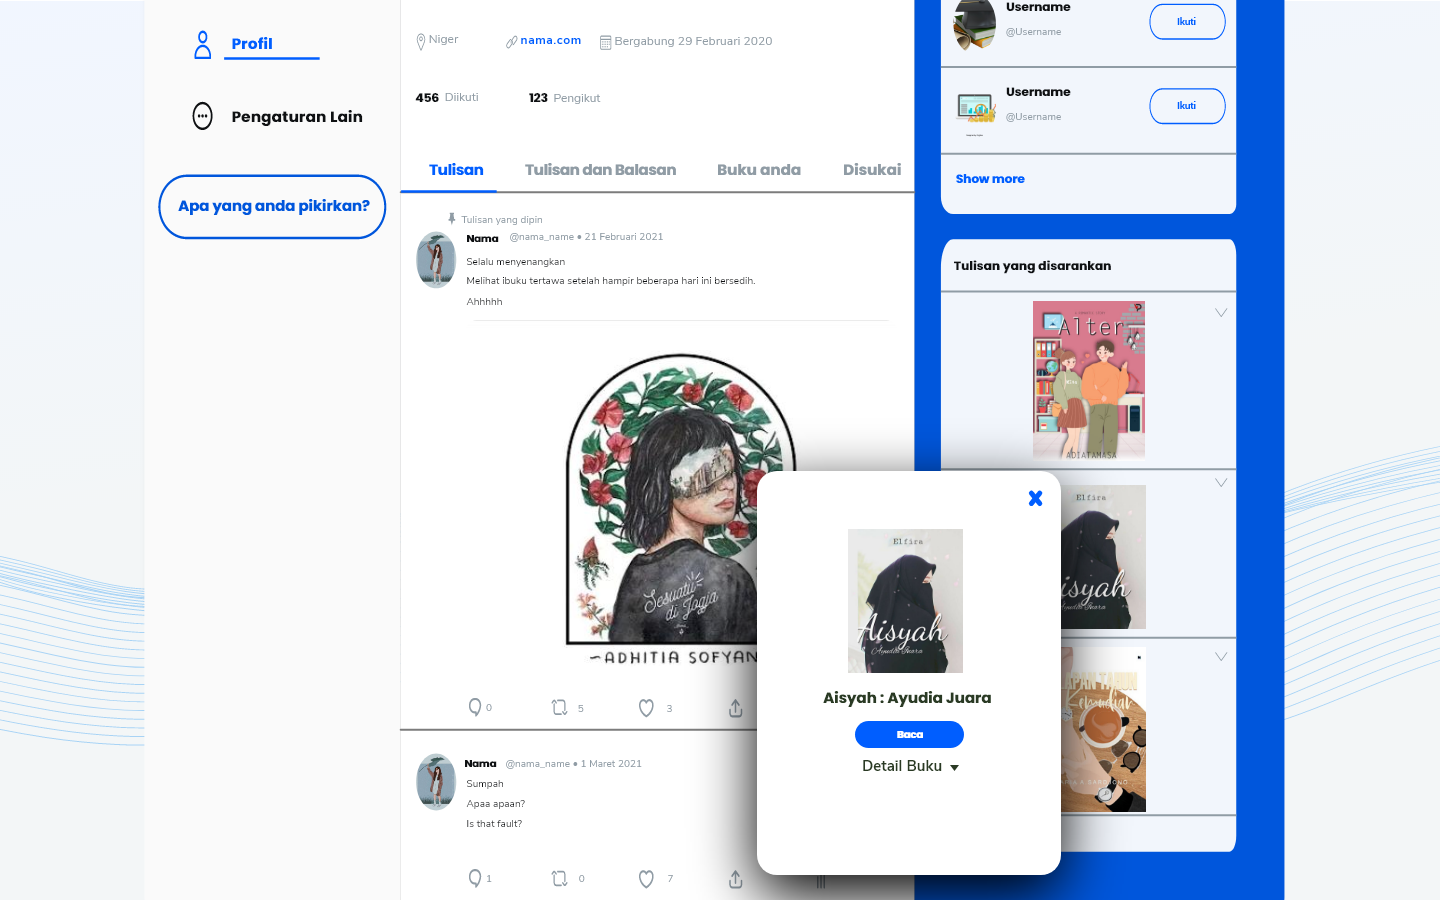 Profil
Pengaturan Lain
Apa yang anda pikirkan?
Niger
nama.com
Bergabung 29 Februari 2020
456 Diikuti
123 Pengikut
Tulisan
Tulisan dan Balasan
Buku anda
Disukai
Tulisan yang dipin
Nama @nama_name • 21 Februari 2021
Selalu menyenangkan
Melihat ibuku tertawa setelah hampir beberapa hari ini bersedih.
Ahhhhh
Sesuatu
di Jogja
~ADHITIA SOFYAN
0
5
3
Nama @nama_name • 1 Maret 2021
Sumpah
Apaa apaan?
Is that fault?
1
0
7
Username
@Username
Ikuti
Username
@Username
Ikuti
Show more
Tulisan yang disarankan
Alter
ADIATAMASA
Elfira
isyah
Ayudia Juara
Kemudian
Elfira
Aisyah
Ayudia Juara
Aisyah : Ayudia Juara
Baca
Detail Buku